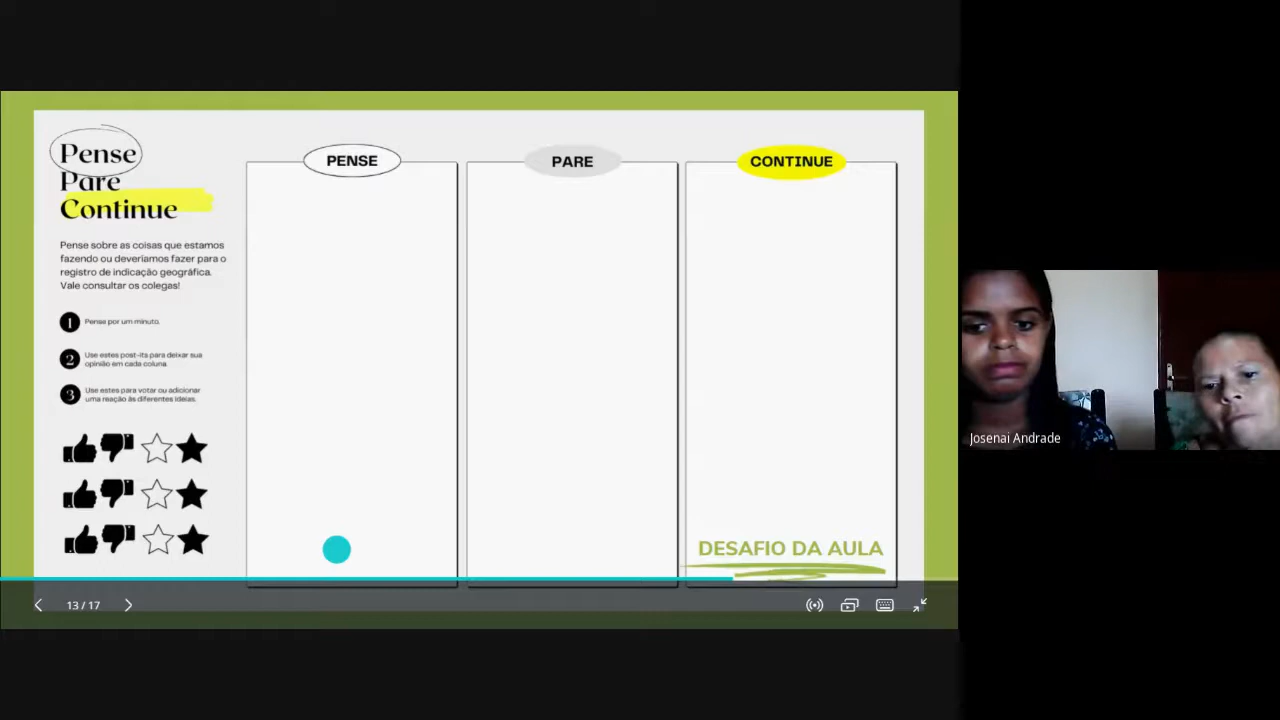 Pense
Pare
Continue
Pense sobre as coisas que estamos
fazendo ou deveríamos fazer para o
registro de indicação geográfica.
Vale consultar os colegas!
1 Pense por um minuto.
2 Use estes post-its para deixar sua
opinião em cada coluna.
3 Use estes para votar ou adicionar
uma reação às diferentes ideias.
PENSE
PARE
CONTINUE
DESAFIO DA AULA
13 / 17
Josenai Andrade